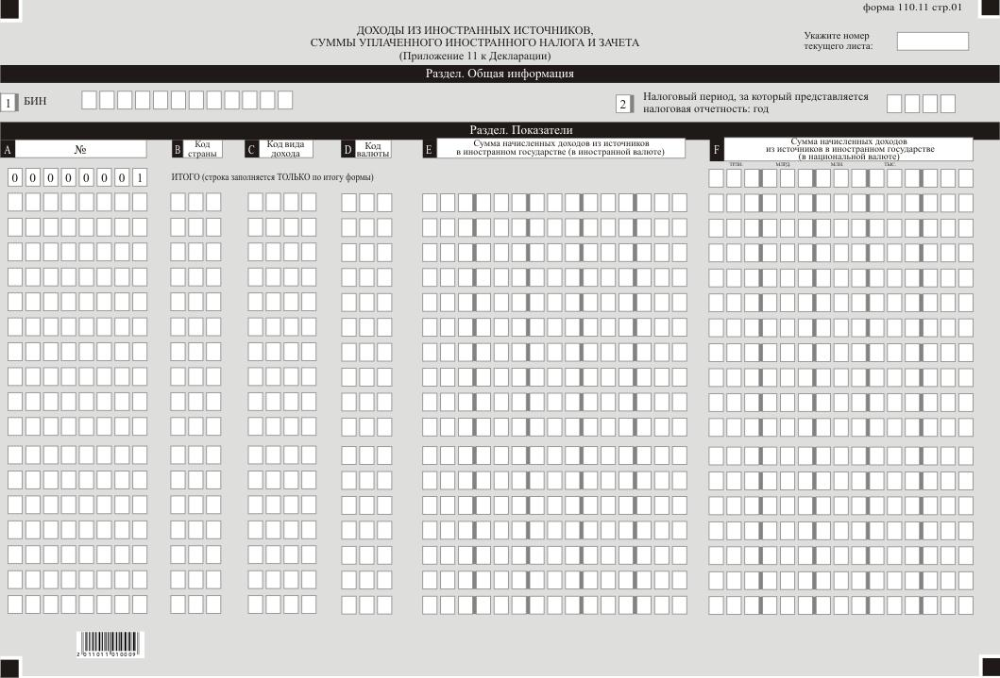 форма 110.11 стр.01
ДОХОДЫ ИЗ ИНОСТРАННЫХ ИСТОЧНИКОВ,
СУММЫ УПЛАЧЕННОГО ИНОСТРАННОГО НАЛОГА И ЗАЧЕТА
(Приложение 11 к Декларации)
Укажите номер
текущего листа:
Раздел. Общая информация
1 БИН
2 Налоговый период, за который представляется
налоговая отчетность: год
Раздел. Показатели
A №
B Код
страны
C Код вида
дохода
D Код
валюты
E Сумма начисленных доходов из источников
в иностранном государстве (в иностранной валюте)
F Сумма начисленных доходов
из источников в иностранном государстве
(в национальной валюте)
трлн. млрд. млн. тыс.
0 0 0 0 0 0 0 1 ИТОГО (строка заполняется ТОЛЬКО по итогу формы)
2 011011 010009